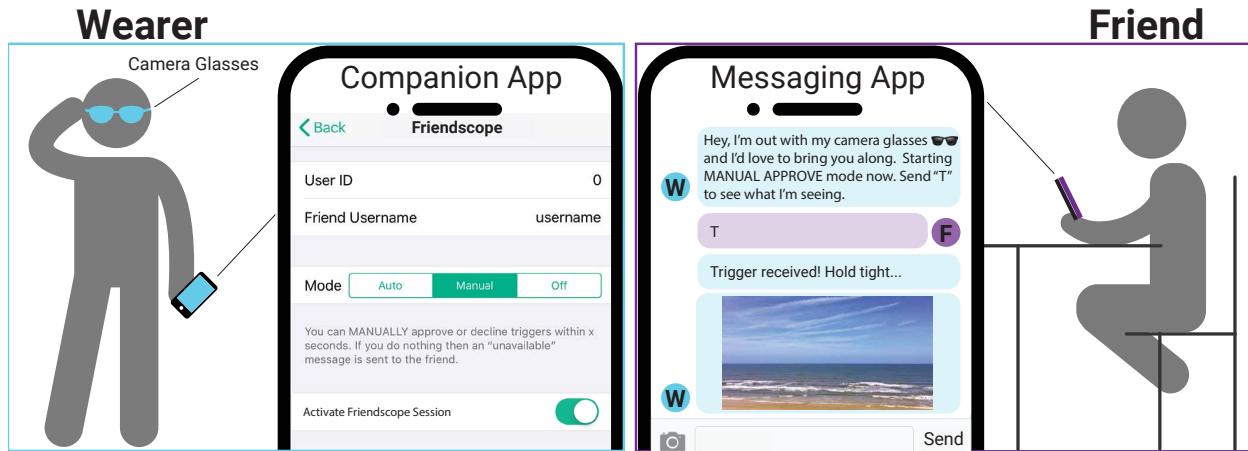 Wearer
Camera Glasses
Companion App
Back
Friendscope
User ID 0
Friend Username username
Mode Auto Manual Off
You can MANUALLY approve or decline triggers within x
seconds. If you do nothing then an “unavailable”
message is sent to the friend.
Activate Friendscope Session
Friend
Messaging App
Hey, I’m out with my camera glasses 🕶🕶
and I’d love to bring you along. Starting
MANUAL APPROVE mode now. Send “T”
to see what I’m seeing.
W
T
F
Trigger received! Hold tight...
W
Send